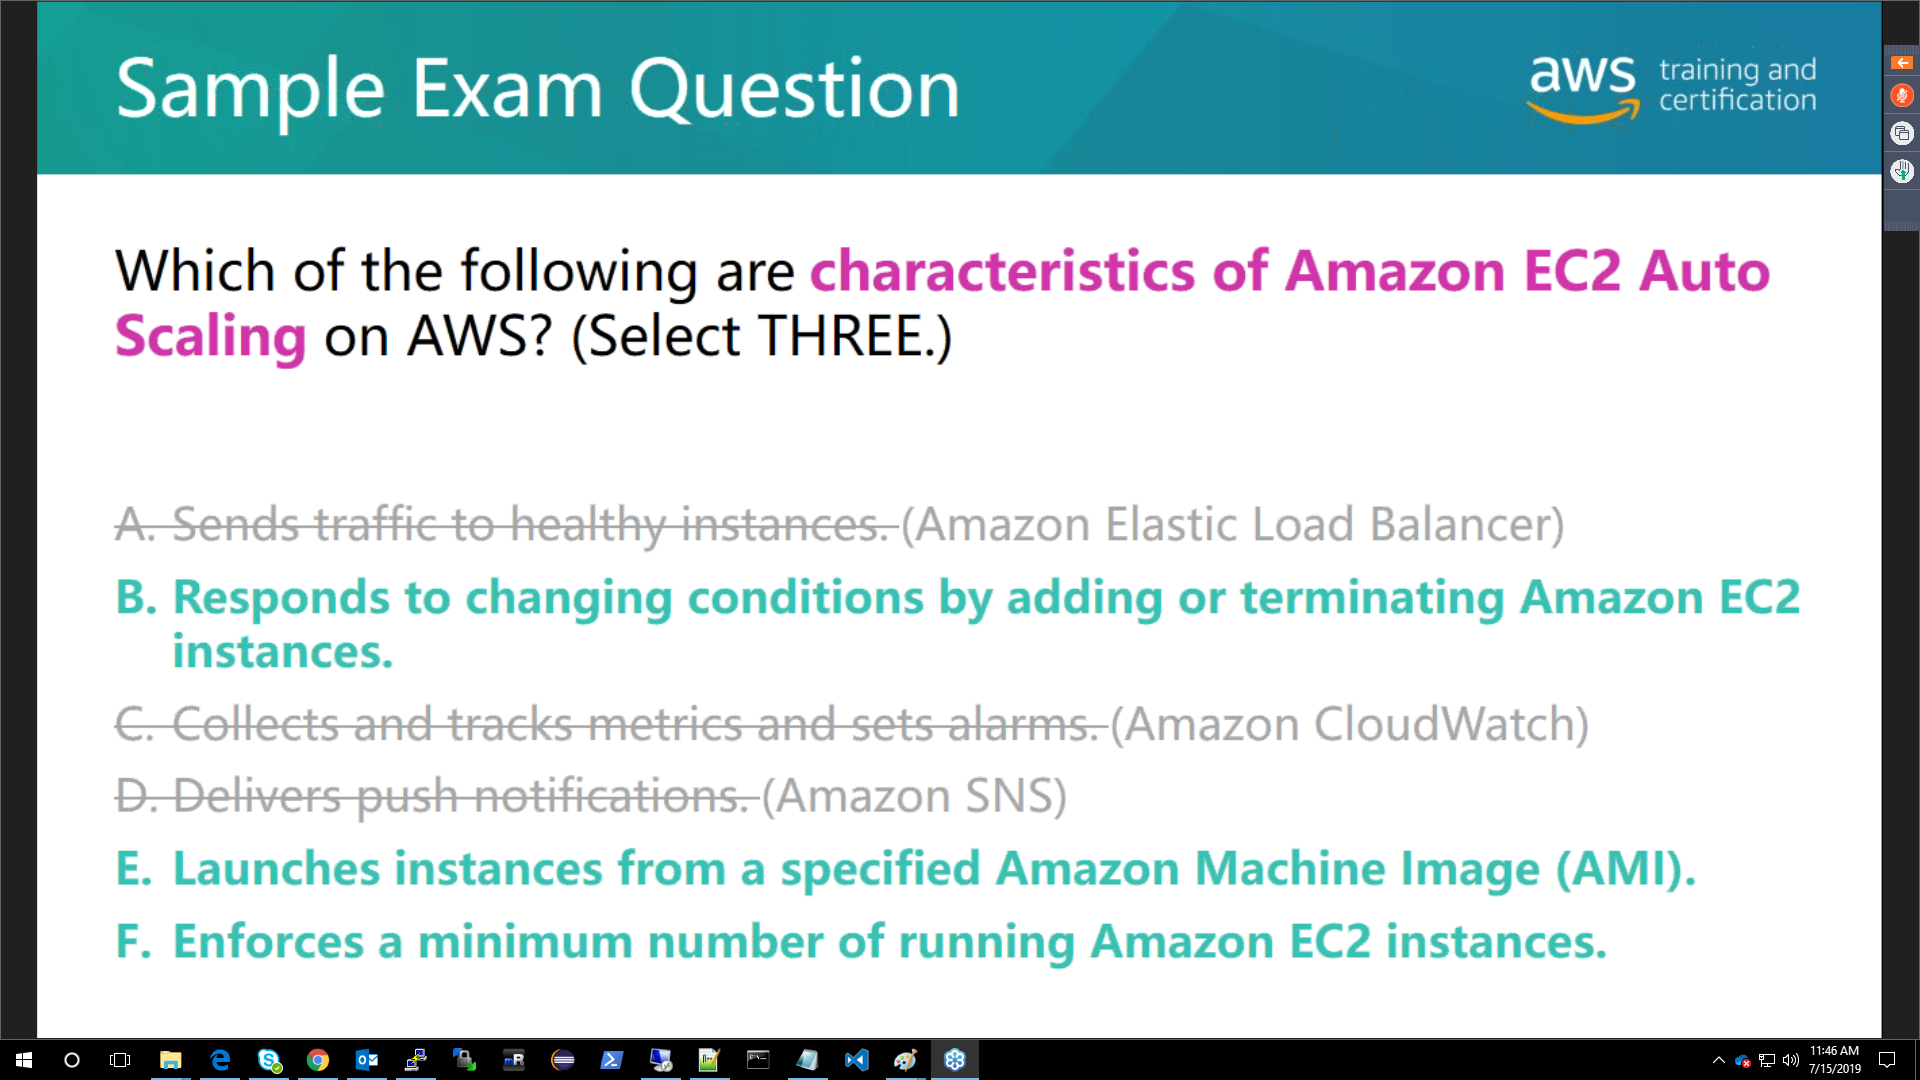 Sample Exam Question
aws training and
certification
Which of the following are characteristics of Amazon EC2 Auto
Scaling on AWS? (Select THREE.)
A. Sends traffic to healthy instances. (Amazon Elastic Load Balancer)
B. Responds to changing conditions by adding or terminating Amazon EC2
instances.
C. Collects and tracks metrics and sets alarms. (Amazon CloudWatch)
D. Delivers push notifications. (Amazon SNS)
E. Launches instances from a specified Amazon Machine Image (AMI).
F. Enforces a minimum number of running Amazon EC2 instances.
11:46 AM
7/15/2019